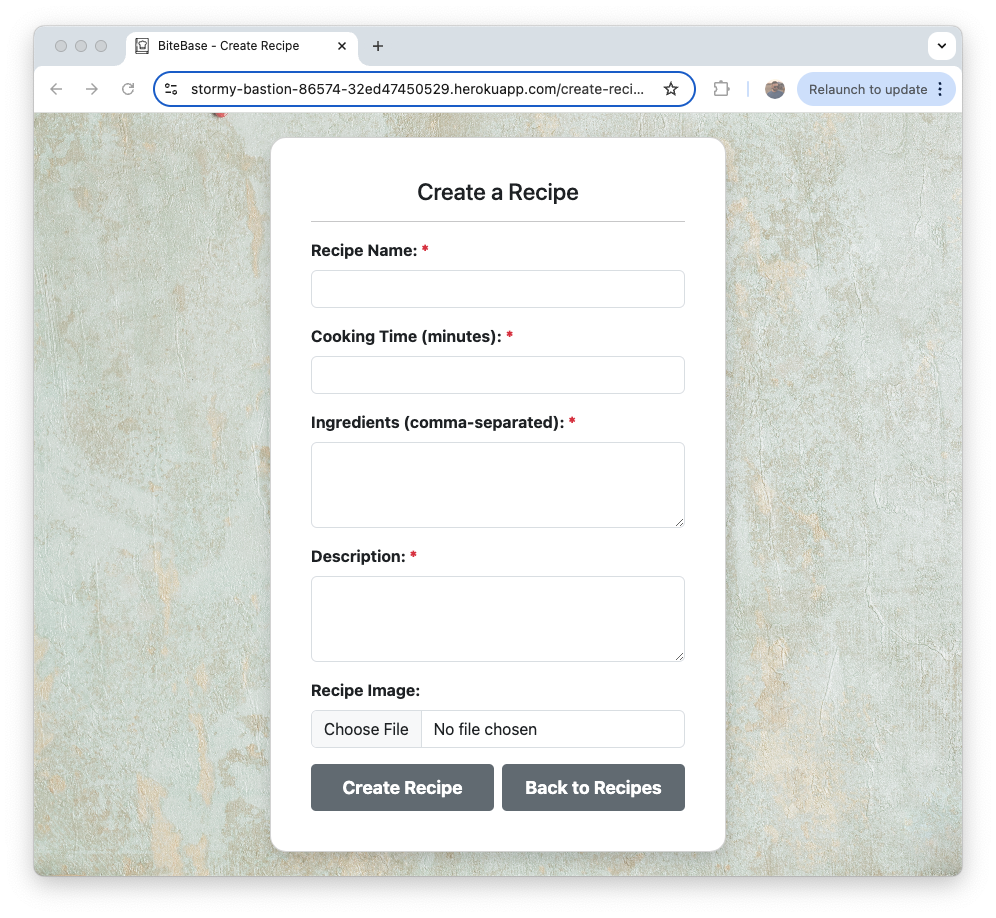 BiteBase - Create Recipe
stormy-bastion-86574-32ed47450529.herokuapp.com/create-reci...
Relaunch to update
Create a Recipe
Recipe Name: *
Cooking Time (minutes): *
Ingredients (comma-separated): *
Description: *
Recipe Image:
Choose File No file chosen
Create Recipe Back to Recipes